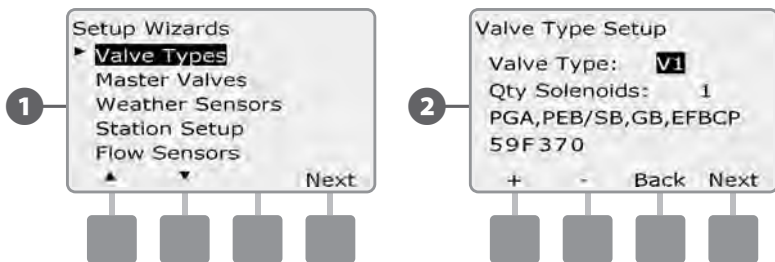 1
Setup Wizards
Valve Types
Master Valves
Weather Sensors
Station Setup
Flow Sensors
Next
2
Valve Type Setup
Valve Type: V1
Qty Solenoids: 1
PGA,PEB/SB,GB,EFBCP
59F370
+ - Back Next